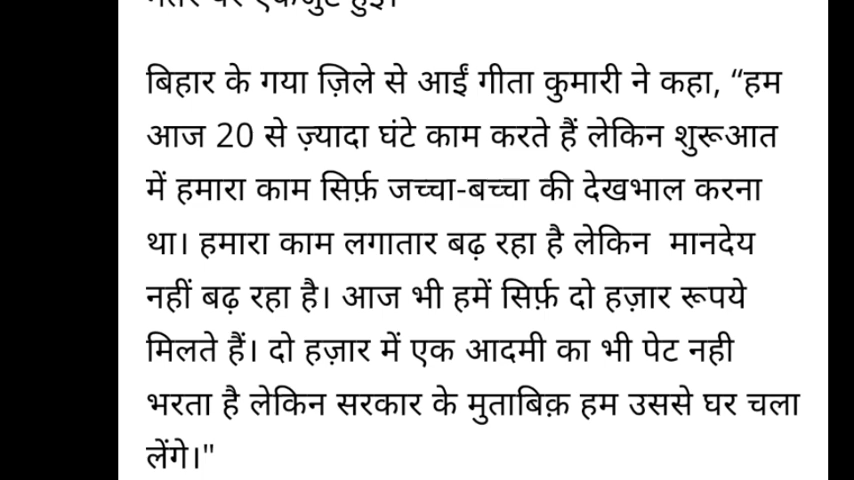 बिहार के गया ज़िले से आईं गीता कुमारी ने कहा, “हम
आज 20 से ज़्यादा घंटे काम करते हैं लेकिन शुरूआत
में हमारा काम सिर्फ़ जच्चा-बच्चा की देखभाल करना
था। हमारा काम लगातार बढ़ रहा है लेकिन  मानदेय
नहीं बढ़ रहा है। आज भी हमें सिर्फ़ दो हज़ार रूपये
मिलते हैं। दो हज़ार में एक आदमी का भी पेट नही
भरता है लेकिन सरकार के मुताबिक़ हम उससे घर चला
लेंगे।"